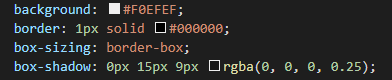 background: #F0EFEF;
border: 1px solid #000000;
box-sizing: border-box;
box-shadow: 0px 15px 9px rgba(0, 0, 0, 0.25);